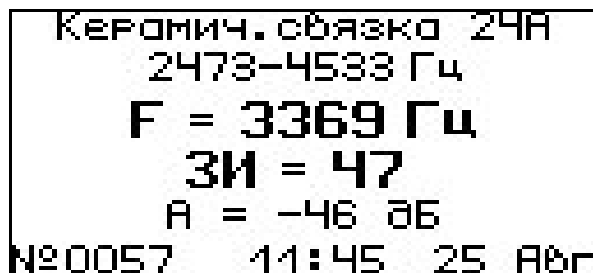 Керамич.связка 24А
2473-4533 Гц
F = 3369 Гц
ЗИ = 47
А = -46 дБ
№0057 11:45 25 Авг